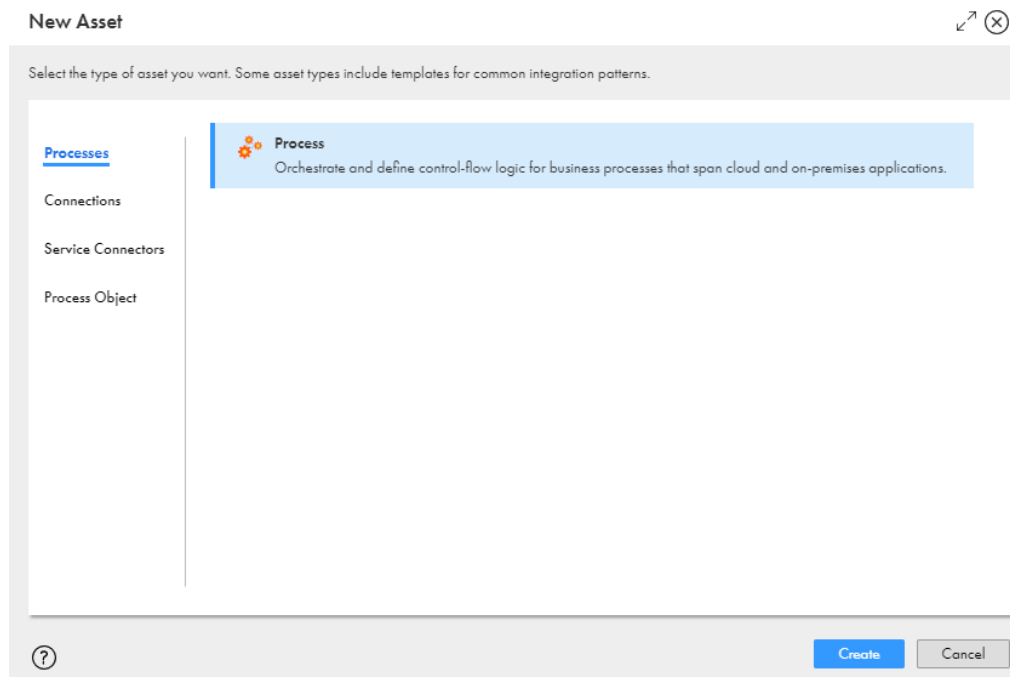 New Asset
Select the type of asset you want. Some asset types include templates for common integration patterns.
Processes
Connections
Service Connectors
Process Object
Process
Orchestrate and define control-flow logic for business processes that span cloud and on-premises applications.
?
Create
Cancel